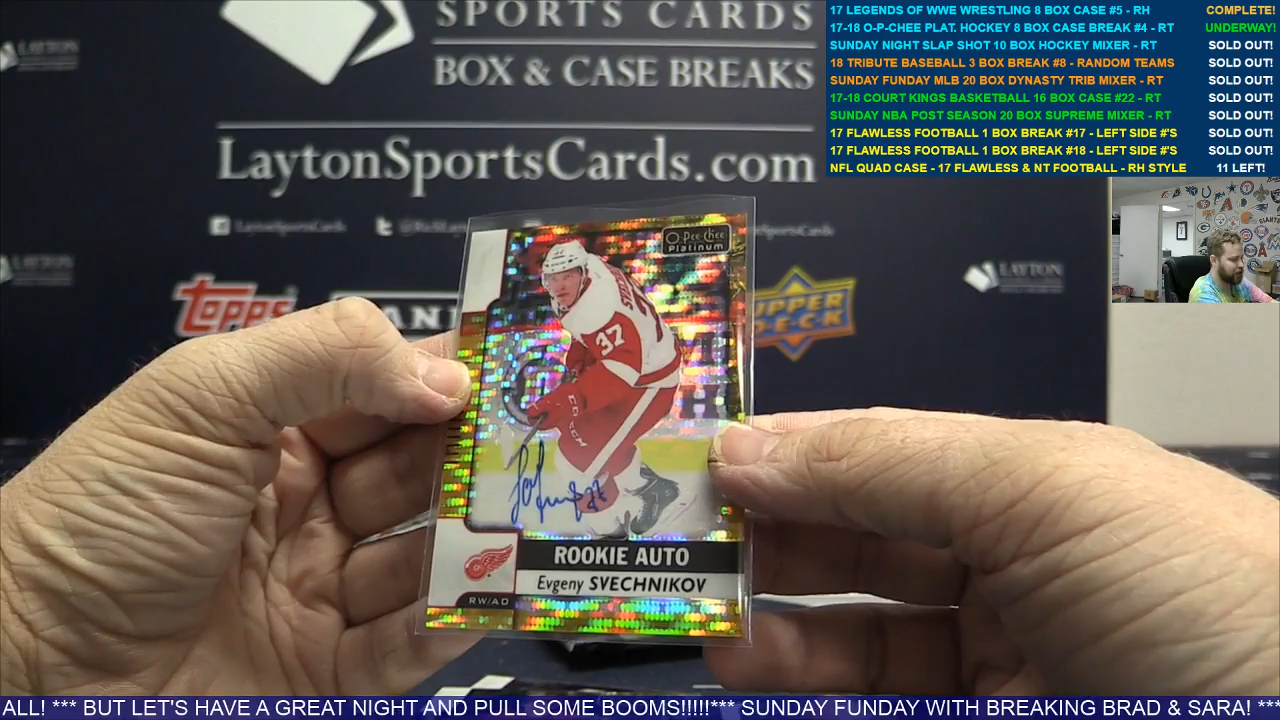 SPORTS CARDS
BOX & CASE BREAKS
LaytonSportsCards.com
LAYTON
LAYTON
LAYTON
Topps
UPPER
DECK
O-Pee-Chee
Platinum
37
CCM
ROOKIE AUTO
Evgeny SVECHNIKOV
RW/AD
17 LEGENDS OF WWE WRESTLING 8 BOX CASE #5 - RH COMPLETE!
17-18 O-P-CHEE PLAT. HOCKEY 8 BOX CASE BREAK #4 - RT UNDERWAY!
SUNDAY NIGHT SLAP SHOT 10 BOX HOCKEY MIXER - RT SOLD OUT!
18 TRIBUTE BASEBALL 3 BOX BREAK #8 - RANDOM TEAMS SOLD OUT!
SUNDAY FUNDAY MLB 20 BOX DYNASTY TRIB MIXER - RT SOLD OUT!
17-18 COURT KINGS BASKETBALL 16 BOX CASE #22 - RT SOLD OUT!
SUNDAY NBA POST SEASON 20 BOX SUPREME MIXER - RT SOLD OUT!
17 FLAWLESS FOOTBALL 1 BOX BREAK #17 - LEFT SIDE #'S SOLD OUT!
17 FLAWLESS FOOTBALL 1 BOX BREAK #18 - LEFT SIDE #'S SOLD OUT!
NFL QUAD CASE - 17 FLAWLESS & NT FOOTBALL - RH STYLE 11 LEFT!
ALL! *** BUT LET'S HAVE A GREAT NIGHT AND PULL SOME BOOMS!!!!!*** SUNDAY FUNDAY WITH BREAKING BRAD & SARA! ***